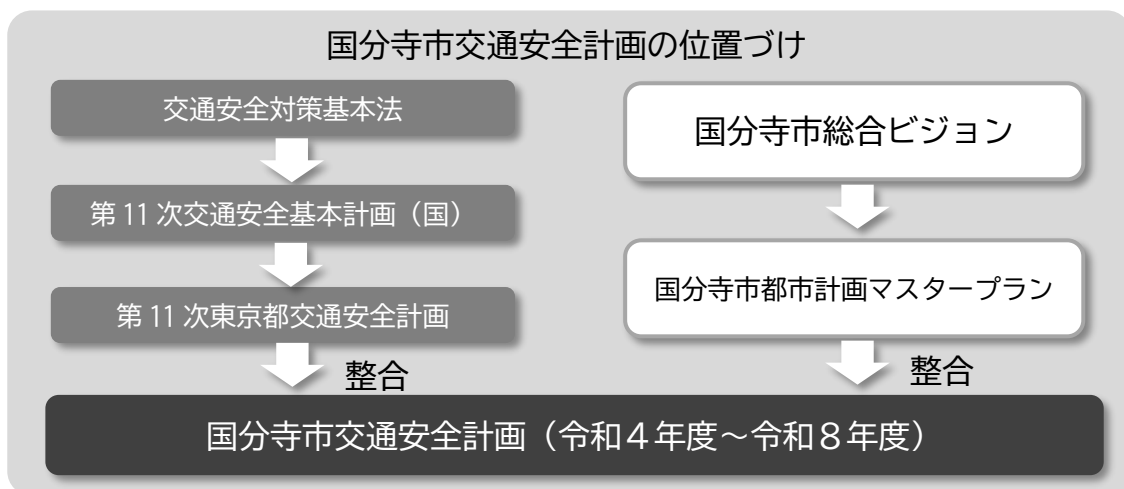 国分寺市交通安全計画の位置づけ
交通安全対策基本法
第11次交通安全基本計画（国）
第11次東京都交通安全計画
整合
国分寺市総合ビジョン
国分寺市都市計画マスタープラン
整合
国分寺市交通安全計画（令和４年度～令和８年度）